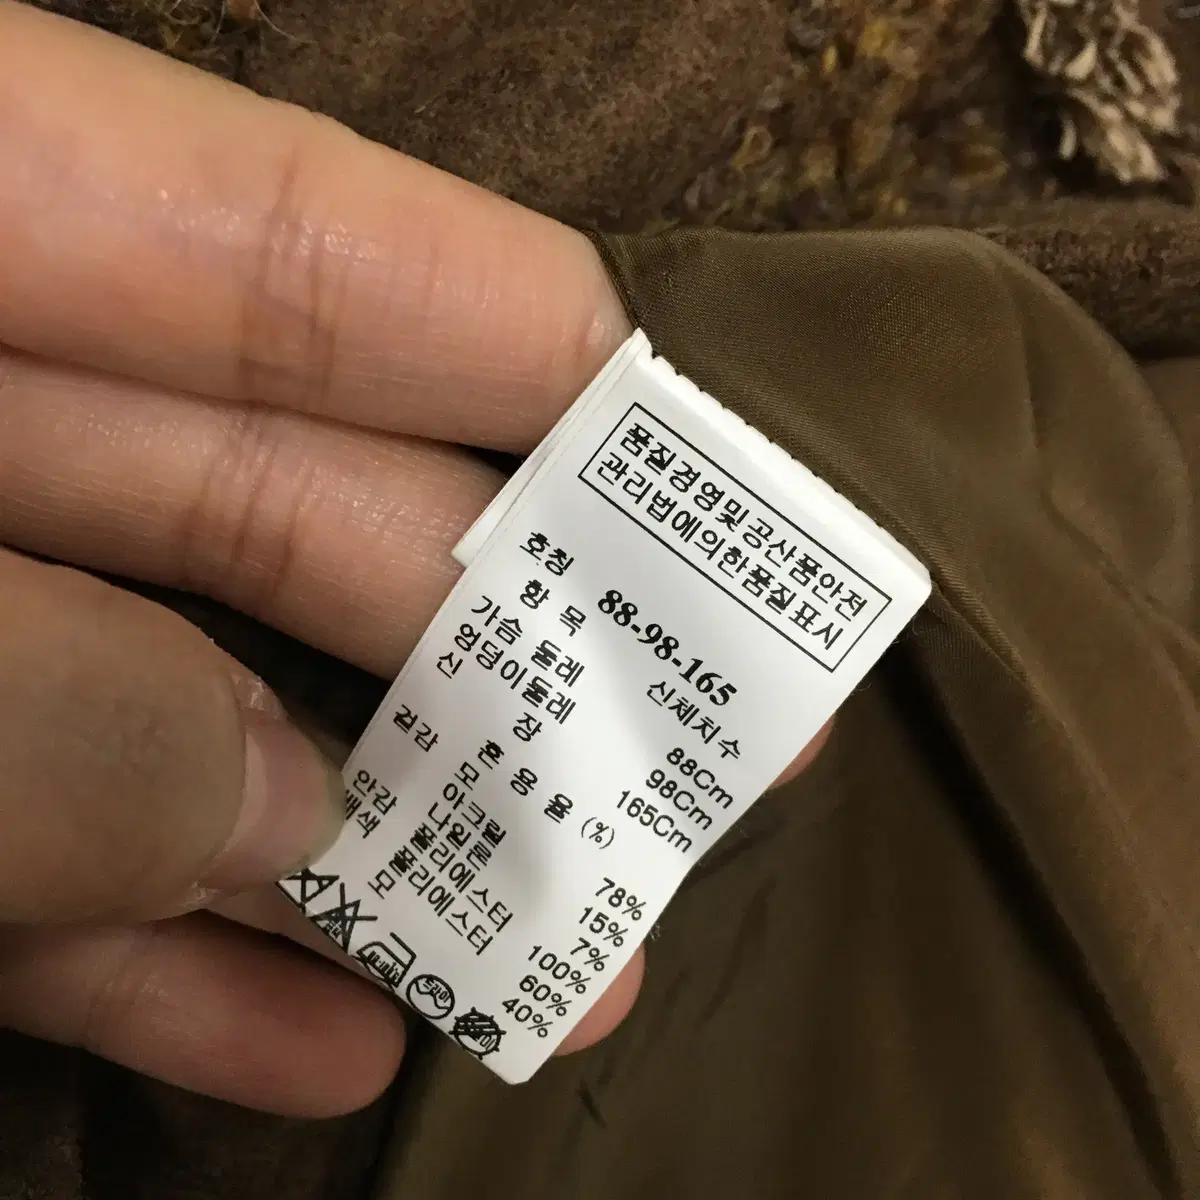 품질경영및공산품안전
관리법에의한품질표시
호칭 88-98-165
항 목 신체치수
가슴 둘레 88Cm
엉덩이둘레 98Cm
신 장 165Cm
혼 용 율 (%)
겉감 모 78%
아크릴 15%
나일론 7%
안감 폴리에스터 100%
배색 폴리에스터 60%
모 40%
드라이